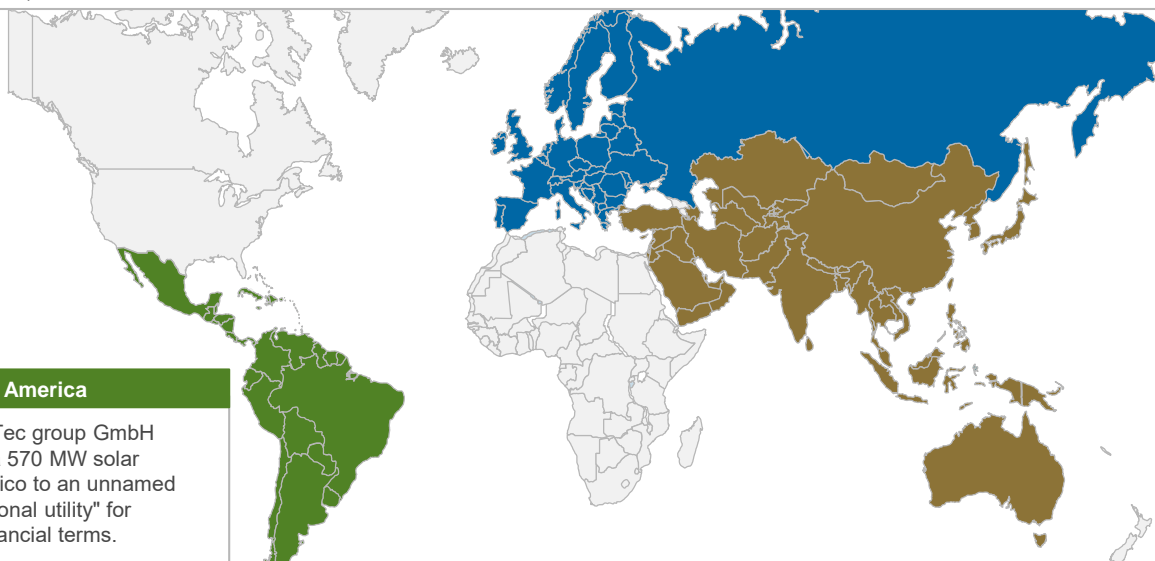 America
Tec group GmbH
570 MW solar
ico to an unnamed
onal utility" for
ancial terms.